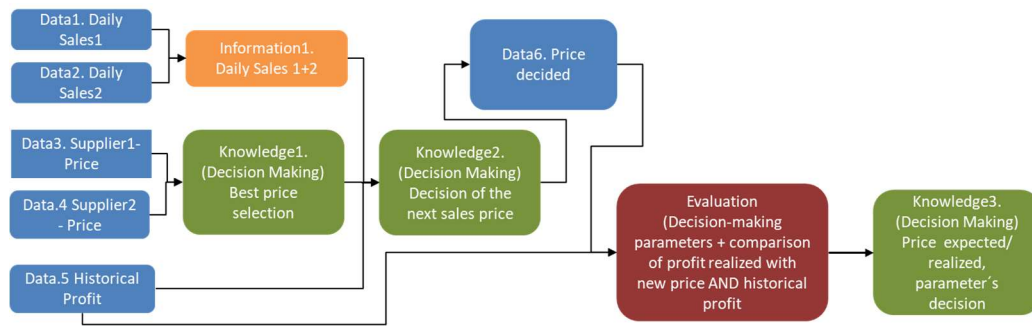 Data1. Daily
Sales1
Data2. Daily
Sales2
Information1.
Daily Sales 1+2
Data3. Supplier1-
Price
Data.4 Supplier2
- Price
Knowledge1.
(Decision Making)
Best price
selection
Data.5 Historical
Profit
Knowledge2.
(Decision Making)
Decision of the
next sales price
Data6. Price
decided
Evaluation
(Decision-making
parameters + comparison
of profit realized with
new price AND historical
profit
Knowledge3.
(Decision Making)
Price expected/
realized,
parameter´s
decision